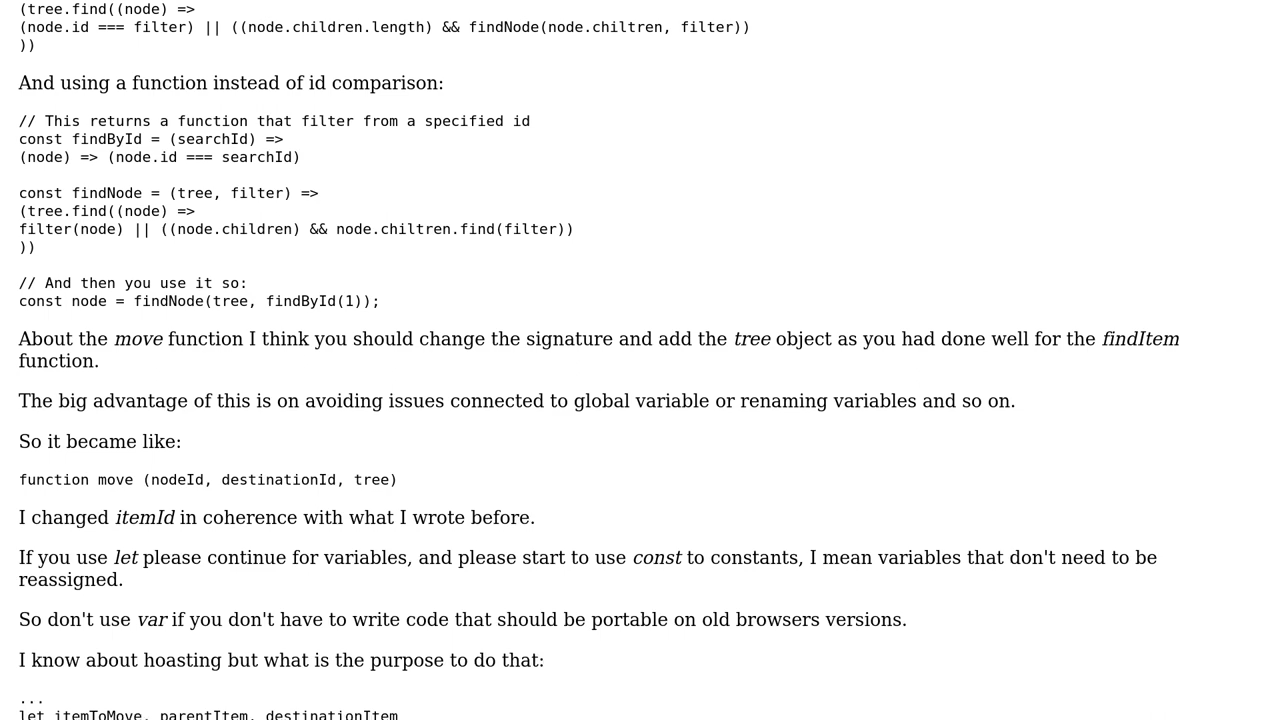 (tree.find((node) =>
(node.id === filter) || ((node.children.length) && findNode(node.chiltren, filter))
))
And using a function instead of id comparison:
// This returns a function that filter from a specified id
const findById = (searchId) =>
(node) => (node.id === searchId)
const findNode = (tree, filter) =>
(tree.find((node) =>
filter(node) || ((node.children) && node.chiltren.find(filter))
))
// And then you use it so:
const node = findNode(tree, findById(1));
About the move function I think you should change the signature and add the tree object as you had done well for the findItem
function.
The big advantage of this is on avoiding issues connected to global variable or renaming variables and so on.
So it became like:
function move (nodeId, destinationId, tree)
I changed itemId in coherence with what I wrote before.
If you use let please continue for variables, and please start to use const to constants, I mean variables that don't need to be
reassigned.
So don't use var if you don't have to write code that should be portable on old browsers versions.
I know about hoasting but what is the purpose to do that:
...
let itemToMove, parentItem, destinationItem